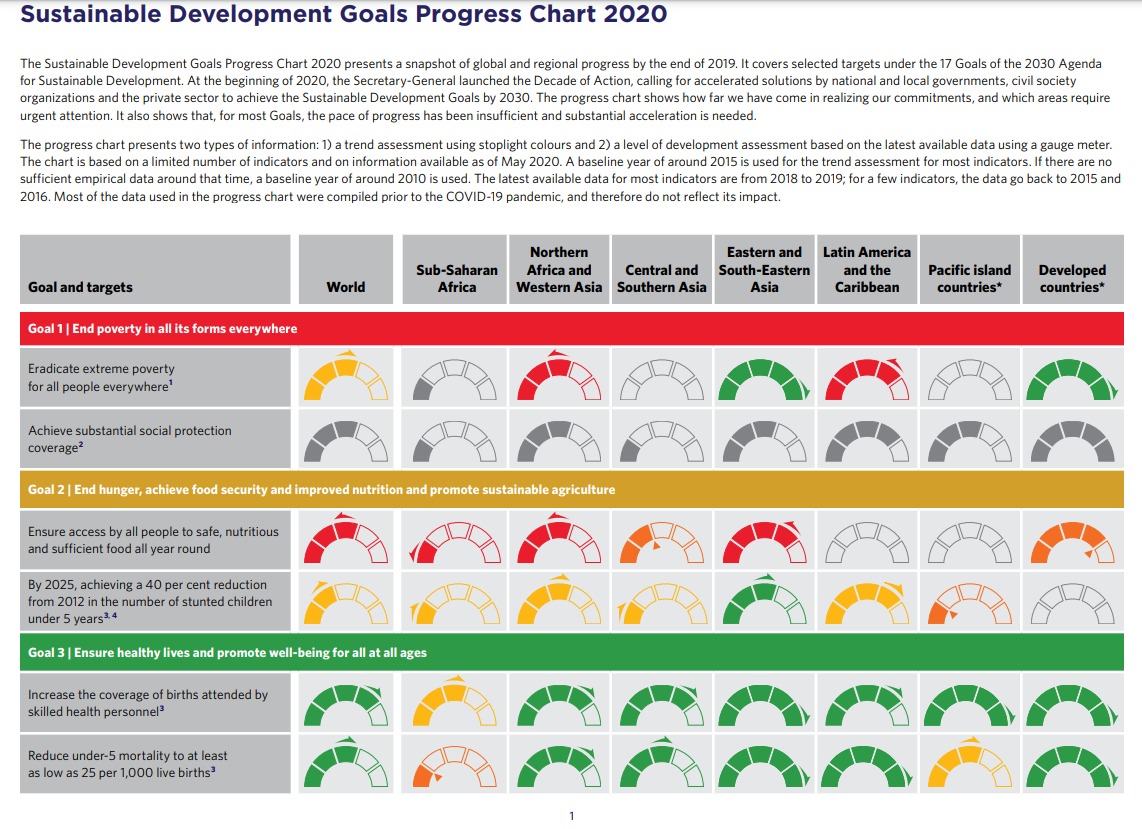 Sustainable Development Goals Progress Chart 2020
The Sustainable Development Goals Progress Chart 2020 presents a snapshot of global and regional progress by the end of 2019. It covers selected targets under the 17 Goals of the 2030 Agenda
for Sustainable Development. At the beginning of 2020, the Secretary-General launched the Decade of Action, calling for accelerated solutions by national and local governments, civil society
organizations and the private sector to achieve the Sustainable Development Goals by 2030. The progress chart shows how far we have come in realizing our commitments, and which areas require
urgent attention. It also shows that, for most Goals, the pace of progress has been insufficient and substantial acceleration is needed.
The progress chart presents two types of information: 1) a trend assessment using stoplight colours and 2) a level of development assessment based on the latest available data using a gauge meter.
The chart is based on a limited number of indicators and on information available as of May 2020. A baseline year of around 2015 is used for the trend assessment for most indicators. If there are no
sufficient empirical data around that time, a baseline year of around 2010 is used. The latest available data for most indicators are from 2018 to 2019; for a few indicators, the data go back to 2015 and
2016. Most of the data used in the progress chart were compiled prior to the COVID-19 pandemic, and therefore do not reflect its impact.
Goal and targets
World
Sub-Saharan
Africa
Northern
Africa and
Western Asia
Central and
Southern Asia
Eastern and
South-Eastern
Asia
Latin America
and the
Caribbean
Pacific island
countries*
Developed
countries*
Goal 1 | End poverty in all its forms everywhere
Eradicate extreme poverty
for all people everywhere¹
Achieve substantial social protection
coverage²
Goal 2 | End hunger, achieve food security and improved nutrition and promote sustainable agriculture
Ensure access by all people to safe, nutritious
and sufficient food all year round
By 2025, achieving a 40 per cent reduction
from 2012 in the number of stunted children
under 5 years³,⁴
Goal 3 | Ensure healthy lives and promote well-being for all at all ages
Increase the coverage of births attended by
skilled health personnel³
Reduce under-5 mortality to at least
as low as 25 per 1,000 live births³
1